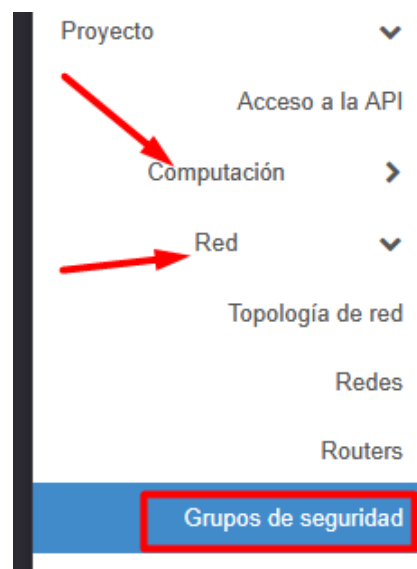 Proyecto
Acceso a la API
Computación
Red
Topología de red
Redes
Routers
Grupos de seguridad